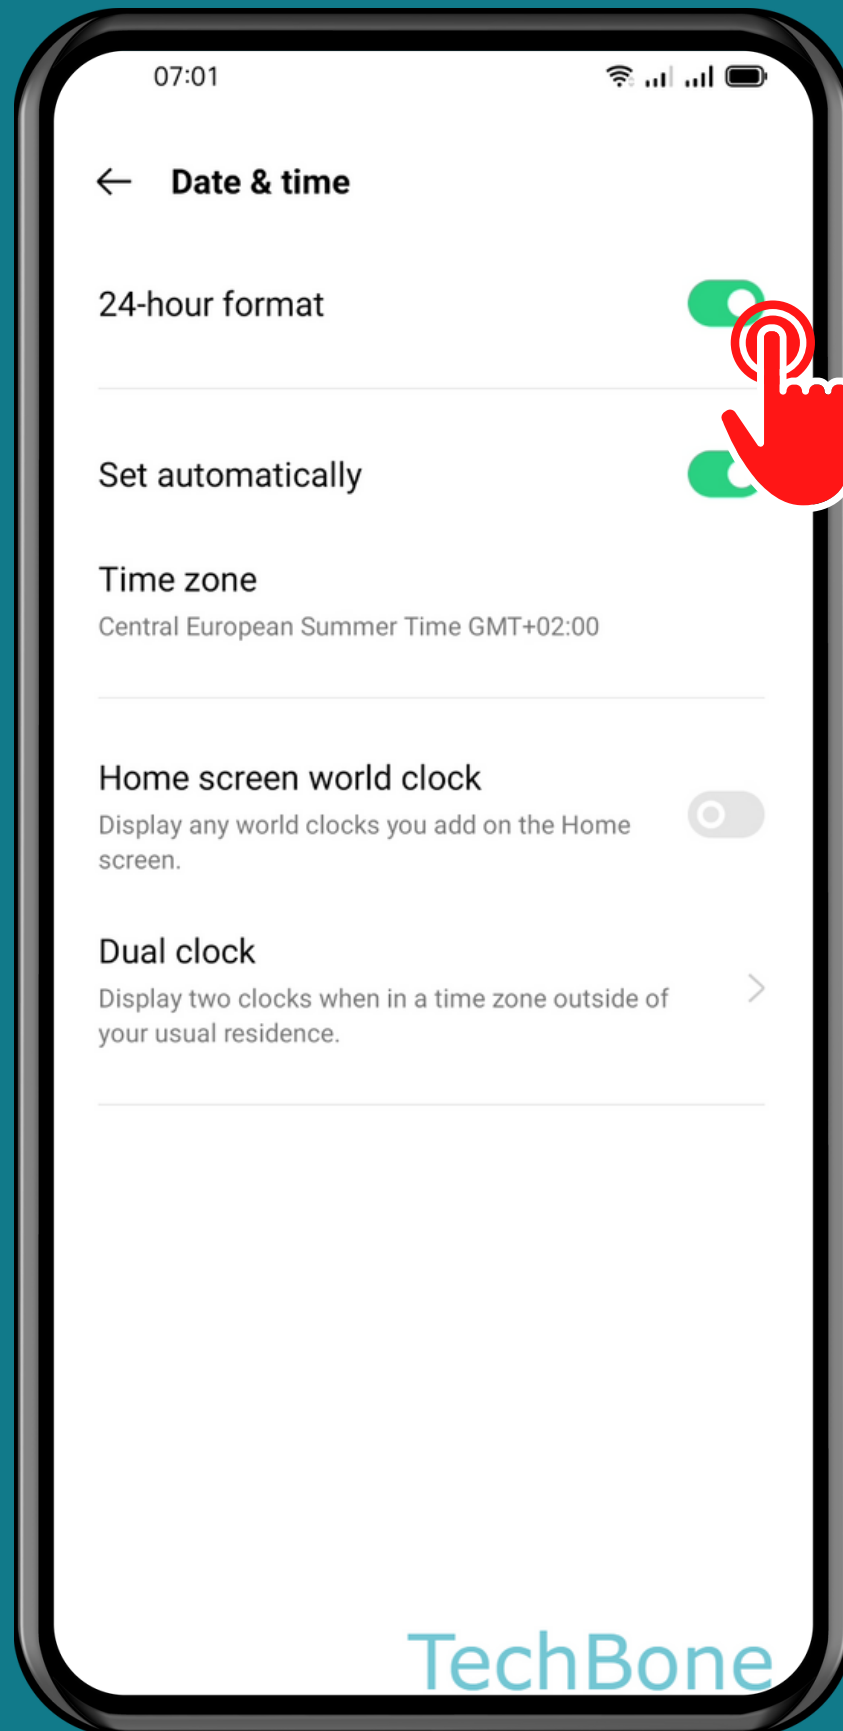 07:01
Date & time
24-hour format
Set automatically
Time zone
Central European Summer Time GMT+02:00
Home screen world clock
Display any world clocks you add on the Home
screen.
Dual clock
Display two clocks when in a time zone outside of
your usual residence.
TechBone